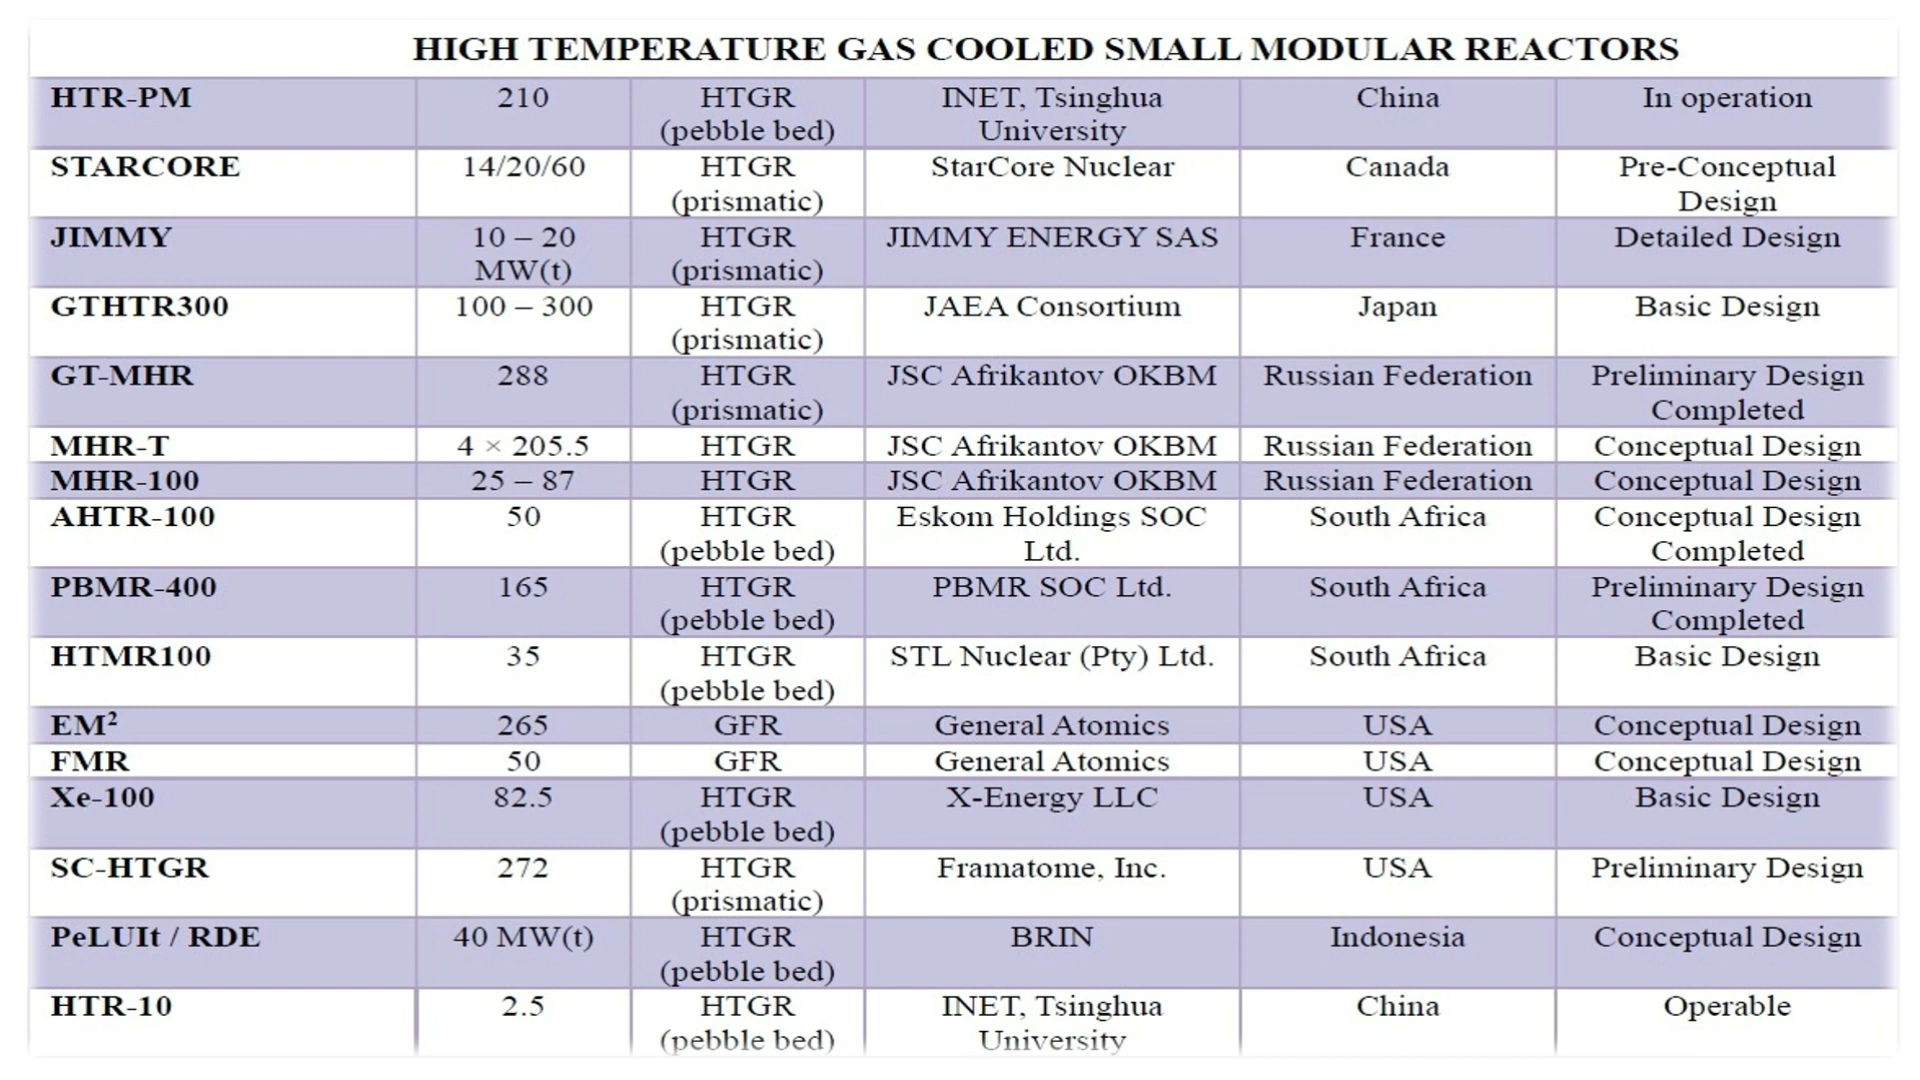 HIGH TEMPERATURE GAS COOLED SMALL MODULAR REACTORS
HTR-PM 210 HTGR INET, Tsinghua China In operation
(pebble bed) University
STARCORE 14/20/60 HTGR StarCore Nuclear Canada Pre-Conceptual
(prismatic) Design
JIMMY 10 – 20 HTGR JIMMY ENERGY SAS France Detailed Design
MW(t) (prismatic)
GTHTR300 100 – 300 HTGR JAEA Consortium Japan Basic Design
(prismatic)
GT-MHR 288 HTGR JSC Afrikantov OKBM Russian Federation Preliminary Design
(prismatic) Completed
MHR-T 4 × 205.5 HTGR JSC Afrikantov OKBM Russian Federation Conceptual Design
MHR-100 25 – 87 HTGR JSC Afrikantov OKBM Russian Federation Conceptual Design
AHTR-100 50 HTGR Eskom Holdings SOC South Africa Conceptual Design
(pebble bed) Ltd. Completed
PBMR-400 165 HTGR PBMR SOC Ltd. South Africa Preliminary Design
(pebble bed) Completed
HTMR100 35 HTGR STL Nuclear (Pty) Ltd. South Africa Basic Design
(pebble bed)
EM² 265 GFR General Atomics USA Conceptual Design
FMR 50 GFR General Atomics USA Conceptual Design
Xe-100 82.5 HTGR X-Energy LLC USA Basic Design
(pebble bed)
SC-HTGR 272 HTGR Framatome, Inc. USA Preliminary Design
(prismatic)
PeLUIt / RDE 40 MW(t) HTGR BRIN Indonesia Conceptual Design
(pebble bed)
HTR-10 2.5 HTGR INET, Tsinghua China Operable
(pebble bed) University